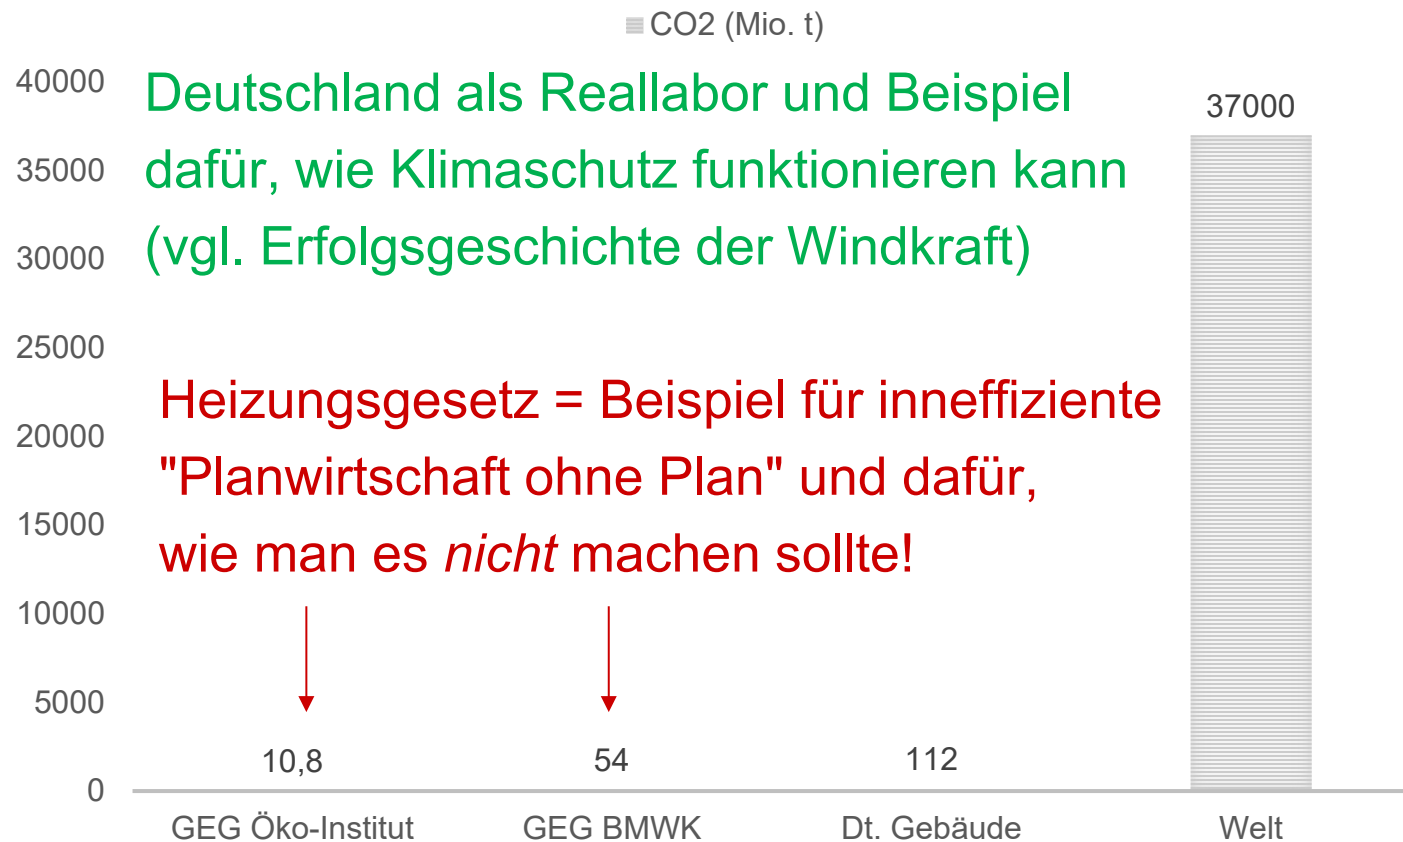 CO2 (Mio. t)
40000
35000
30000
25000
20000
15000
10000
5000
0
Deutschland als Reallabor und Beispiel
dafür, wie Klimaschutz funktionieren kann
(vgl. Erfolgsgeschichte der Windkraft)
Heizungsgesetz = Beispiel für inneffiziente
"Planwirtschaft ohne Plan" und dafür,
wie man es nicht machen sollte!
10,8
54
112
37000
GEG Öko-Institut
GEG BMWK
Dt. Gebäude
Welt